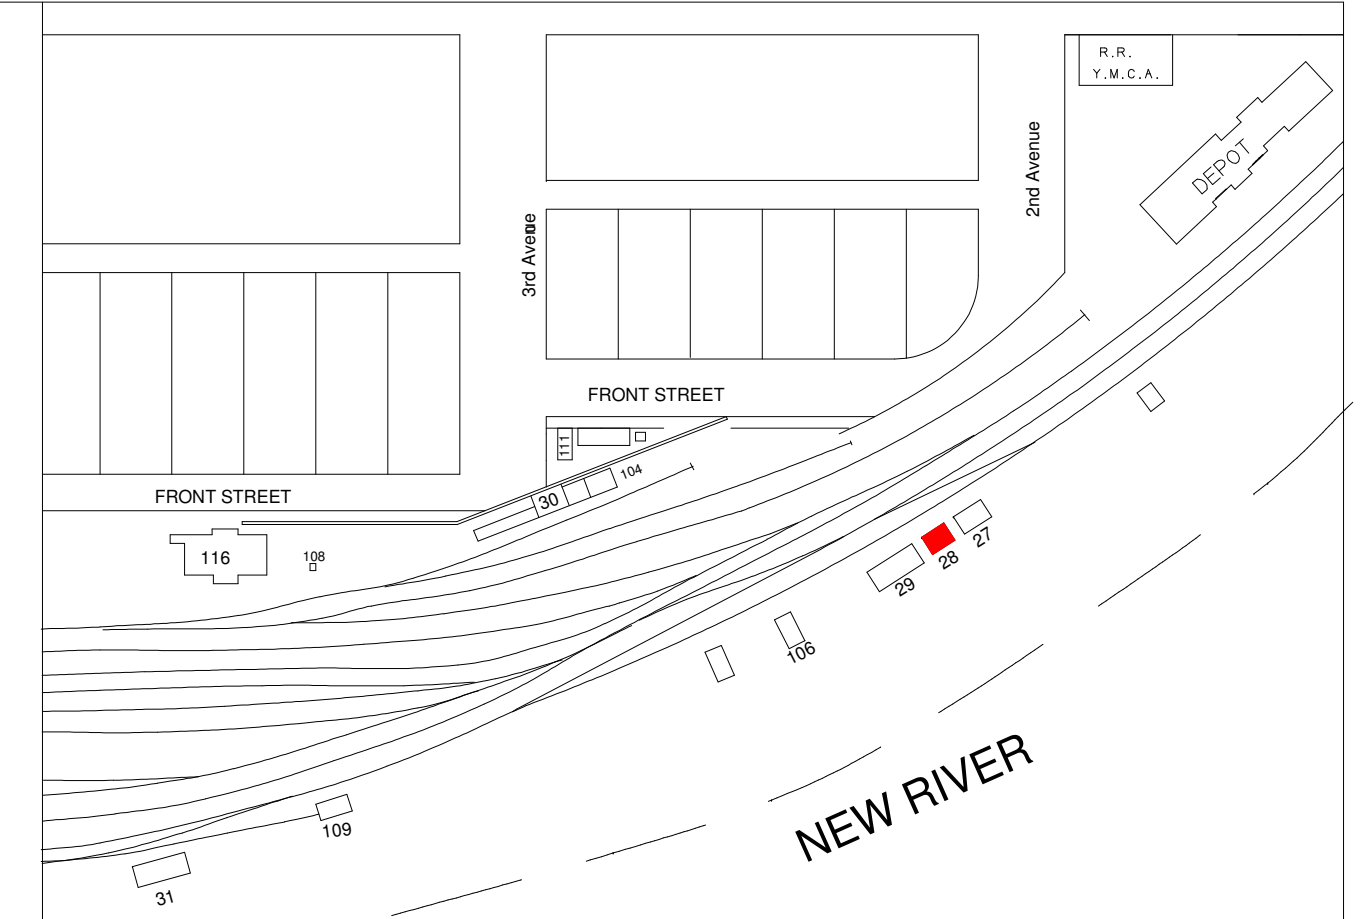 R.R.
Y.M.C.A.
2nd Avenue
DEPOT
3rd Avenue
FRONT STREET
111
104
30
FRONT STREET
116
108
27
28
29
106
NEW RIVER
109
31